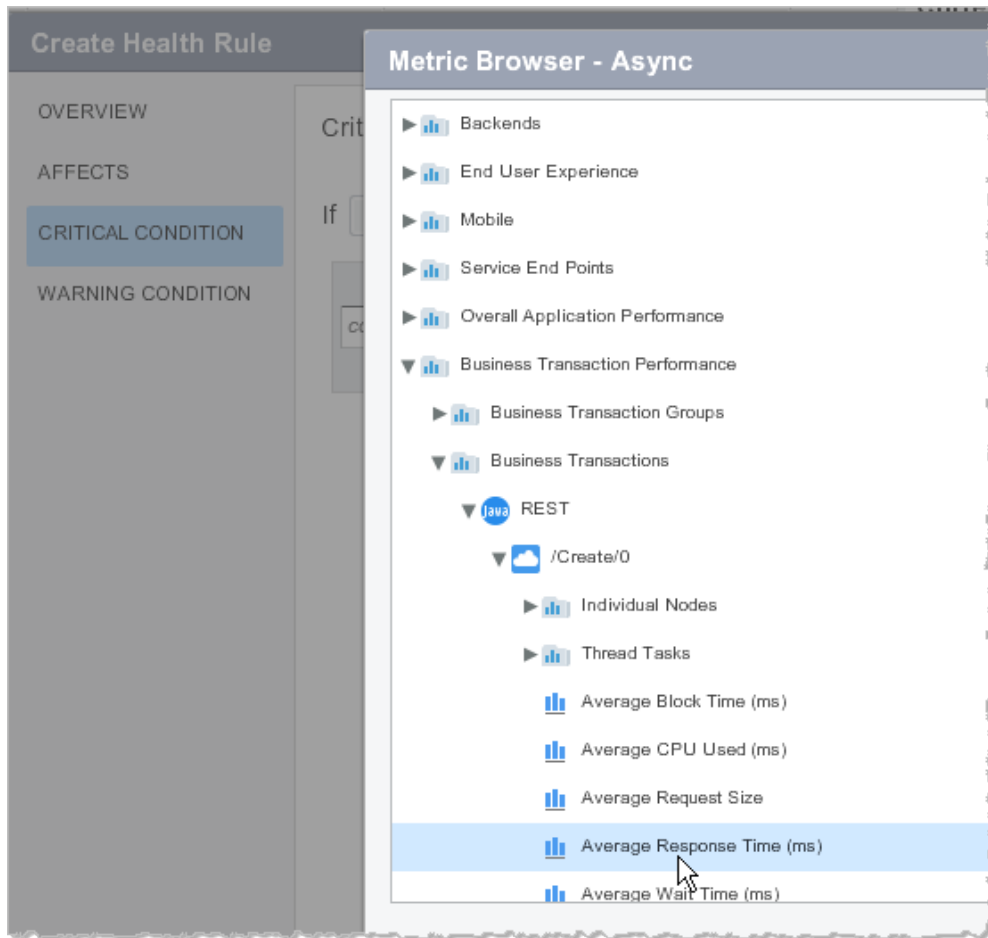 Create Health Rule
Metric Browser - Async
OVERVIEW
AFFECTS
CRITICAL CONDITION
WARNING CONDITION
Crit
If
Backends
End User Experience
Mobile
Service End Points
Overall Application Performance
Business Transaction Performance
Business Transaction Groups
Business Transactions
Java REST
/Create/0
Individual Nodes
Thread Tasks
Average Block Time (ms)
Average CPU Used (ms)
Average Request Size
Average Response Time (ms)
Average Wait Time (ms)